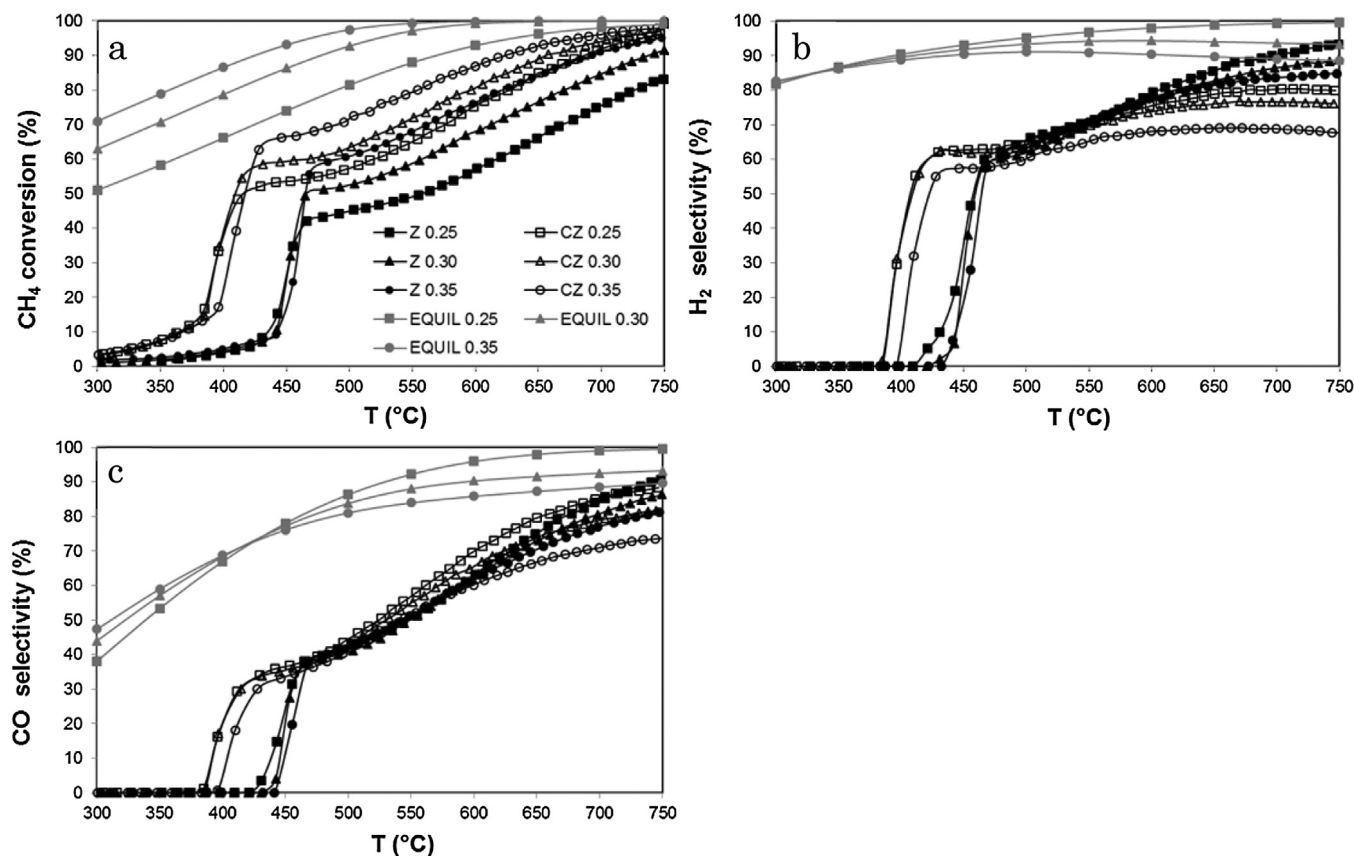 a
CH4 conversion (%)
100
90
80
70
60
50
40
30
20
10
0
Z 0.25
CZ 0.25
Z 0.30
CZ 0.30
Z 0.35
CZ 0.35
EQUIL 0.25
EQUIL 0.30
EQUIL 0.35
300 350 400 450 500 550 600 650 700 750
T (°C)
b
H2 selectivity (%)
100
90
80
70
60
50
40
30
20
10
0
300 350 400 450 500 550 600 650 700 750
T (°C)
c
CO selectivity (%)
100
90
80
70
60
50
40
30
20
10
0
300 350 400 450 500 550 600 650 700 750
T (°C)